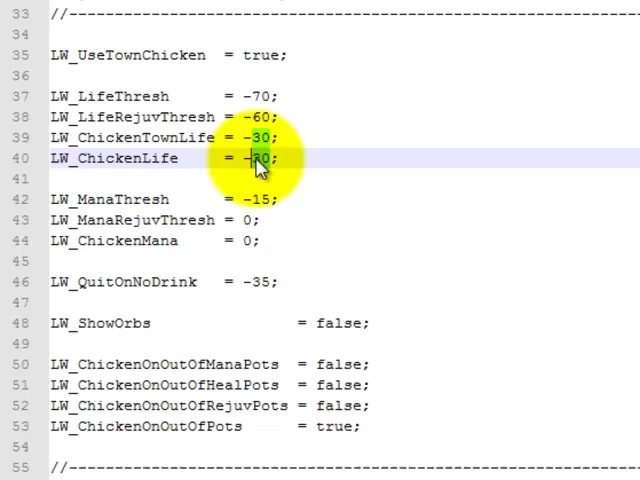 33 //--------------------------------------------------------------
34
35 LW_UseTownChicken = true;
36
37 LW_LifeThresh = -70;
38 LW_LifeRejuvThresh = -60;
39 LW_ChickenTownLife = -30;
40 LW_ChickenLife = -30;
41
42 LW_ManaThresh = -15;
43 LW_ManaRejuvThresh = 0;
44 LW_ChickenMana = 0;
45
46 LW_QuitOnNoDrink = -35;
47
48 LW_ShowOrbs = false;
49
50 LW_ChickenOnOutOfManaPots = false;
51 LW_ChickenOnOutOfHealPots = false;
52 LW_ChickenOnOutOfRejuvPots = false;
53 LW_ChickenOnOutOfPots = true;
54
55 //--------------------------------------------------------------